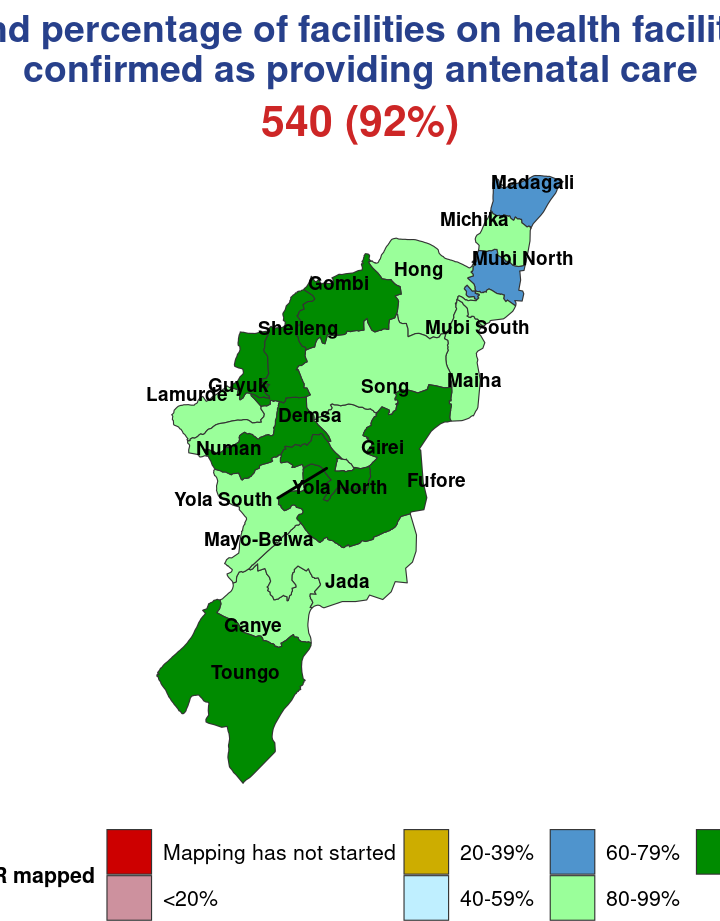 percentage of facilities on health
confirmed as providing antenatal care
540 (92%)
Madagali
Michika
Mubi North
Hong
Gombi
Shelleng
Mubi South
Maiha
Guyuk
Song
Lamurde
Demsa
Numan
Girei
Fufore
Yola North
Yola South
Mayo-Belwa
Jada
Ganye
Toungo
R mapped
Mapping has not started
20-39%
60-79%
<20%
40-59%
80-99%